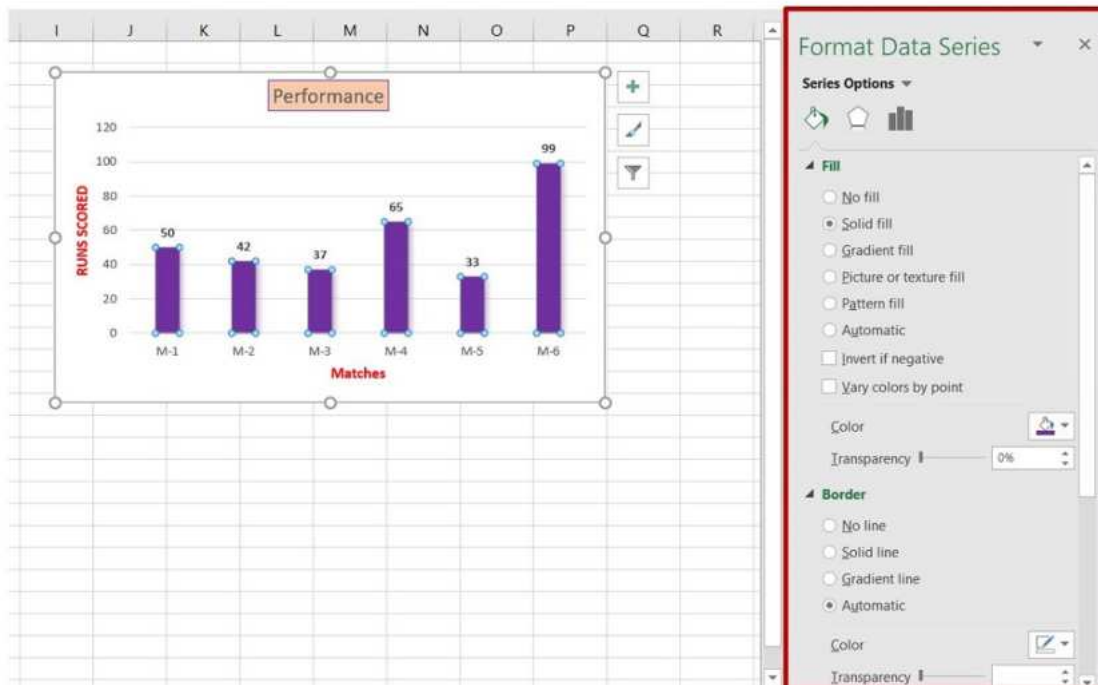 I J K L M N O P Q R
Performance
120
100
80
60
40
20
0
RUNS SCORED
50
42
37
65
33
99
M-1 M-2 M-3 M-4 M-5 M-6
Matches
Format Data Series
Series Options
Fill
No fill
Solid fill
Gradient fill
Picture or texture fill
Pattern fill
Automatic
Invert if negative
Vary colors by point
Color
Transparency 0%
Border
No line
Solid line
Gradient line
Automatic
Color
Transparency